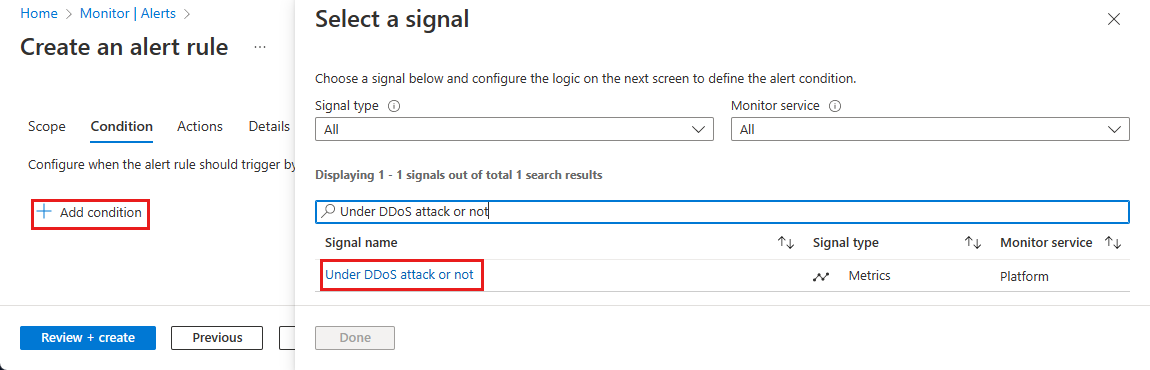 Home > Monitor | Alerts >
Create an alert rule ...
Scope Condition Actions Details
Configure when the alert rule should trigger by
+ Add condition
Review + create Previous
Select a signal
Choose a signal below and configure the logic on the next screen to define the alert condition.
Signal type Monitor service
All All
Displaying 1 - 1 signals out of total 1 search results
Under DDoS attack or not
Signal name Signal type Monitor service
Under DDoS attack or not Metrics Platform
Done